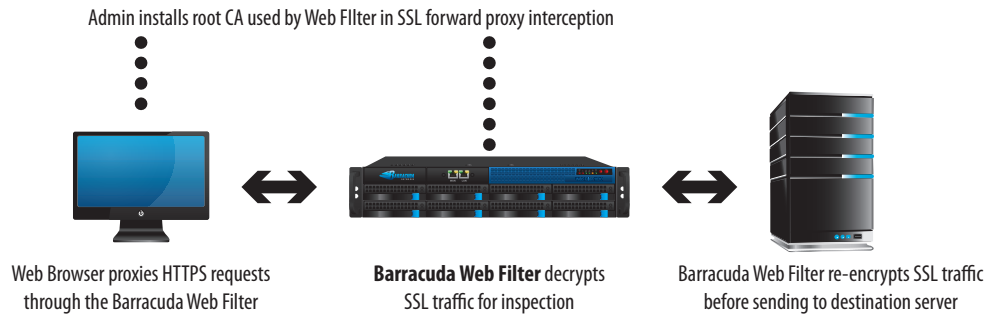 Admin installs root CA used by Web FIlter in SSL forward proxy interception
Web Browser proxies HTTPS requests
through the Barracuda Web Filter
Barracuda Web Filter decrypts
SSL traffic for inspection
Barracuda Web Filter re-encrypts SSL traffic
before sending to destination server